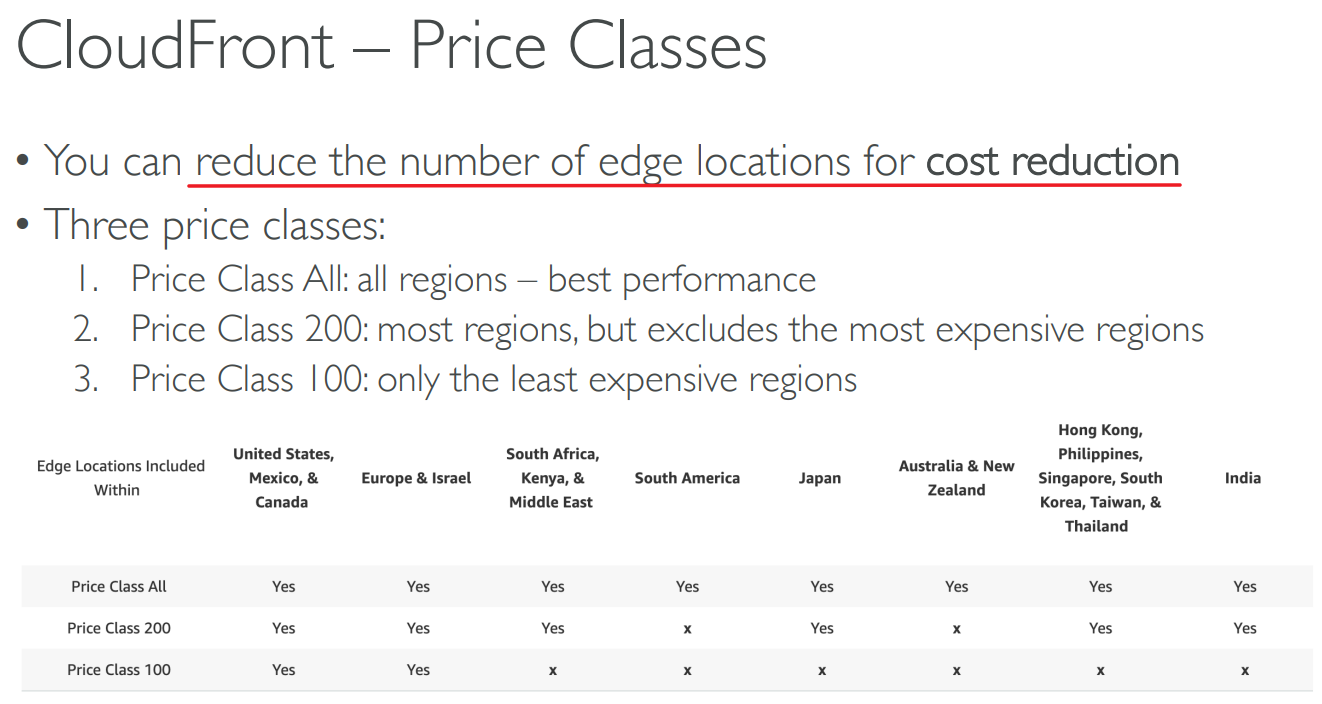 CloudFront – Price Classes
• You can reduce the number of edge locations for cost reduction
• Three price classes:
1. Price Class All: all regions – best performance
2. Price Class 200: most regions, but excludes the most expensive regions
3. Price Class 100: only the least expensive regions
Edge Locations Included
Within
United States,
Mexico, &
Canada
Europe & Israel
South Africa,
Kenya, &
Middle East
South America
Japan
Australia & New
Zealand
Hong Kong,
Philippines,
Singapore, South
Korea, Taiwan, &
Thailand
India
Price Class All Yes Yes Yes Yes Yes Yes Yes Yes
Price Class 200 Yes Yes Yes x Yes x Yes Yes
Price Class 100 Yes Yes x x x x x x